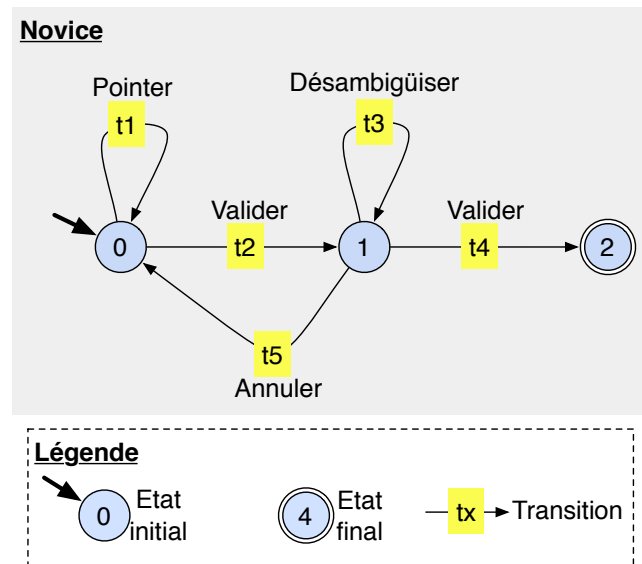 Novice
Pointer
Désambigüiser
t1
t3
Valider
Valider
0
t2
1
t4
2
t5
Annuler
Légende
0
Etat
initial
4
Etat
final
tx
Transition